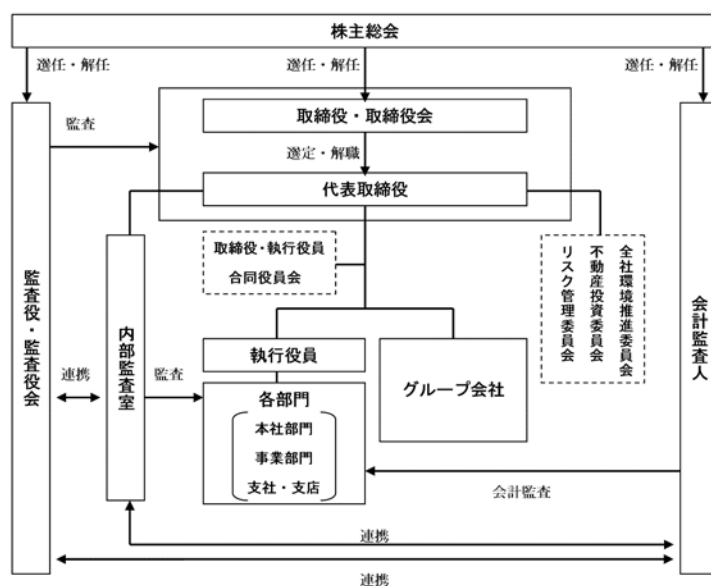 株主総会
選任・解任
選任・解任
選任・解任
監査
取締役・取締役会
選定・解職
代表取締役
取締役・執行役員
合同役員会
全社環境推進委員会
不動産投資委員会
リスク管理委員会
監査役・監査役会
内部監査室
会計監査人
執行役員
グループ会社
連携
監査
各部門
本社部門
事業部門
支社・支店
会計監査
連携
連携